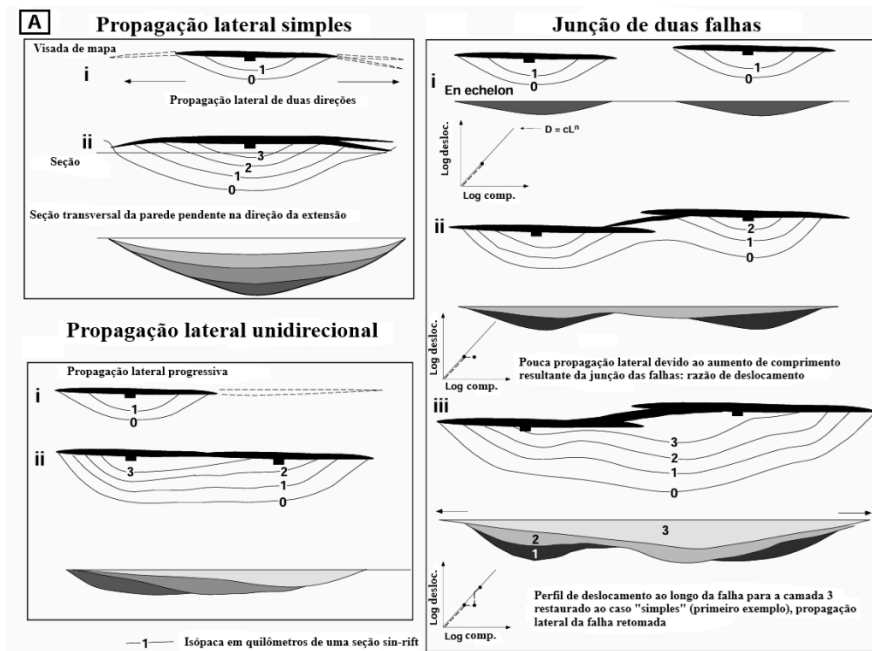 A
Propagação lateral simples
Visada de mapa
i
1
0
Propagação lateral de duas direções
ii
3
2
1
0
Seção
Seção transversal da parede pendente na direção da extensão
Propagação lateral unidirecional
Propagação lateral progressiva
i
1
0
ii
3
2
1
0
1 Isópaca em quilômetros de uma seção sin-rift
Junção de duas falhas
i
1
0
1
0
En echelon
Log desloc.
D = cLⁿ
Log comp.
ii
2
1
0
Log desloc.
Log comp.
Pouca propagação lateral devido ao aumento de comprimento
resultante da junção das falhas: razão de deslocamento
iii
3
2
1
0
3
2
1
Log desloc.
Log comp.
Perfil de deslocamento ao longo da falha para a camada 3
restaurado ao caso "simples" (primeiro exemplo), propagação
lateral da falha retomada